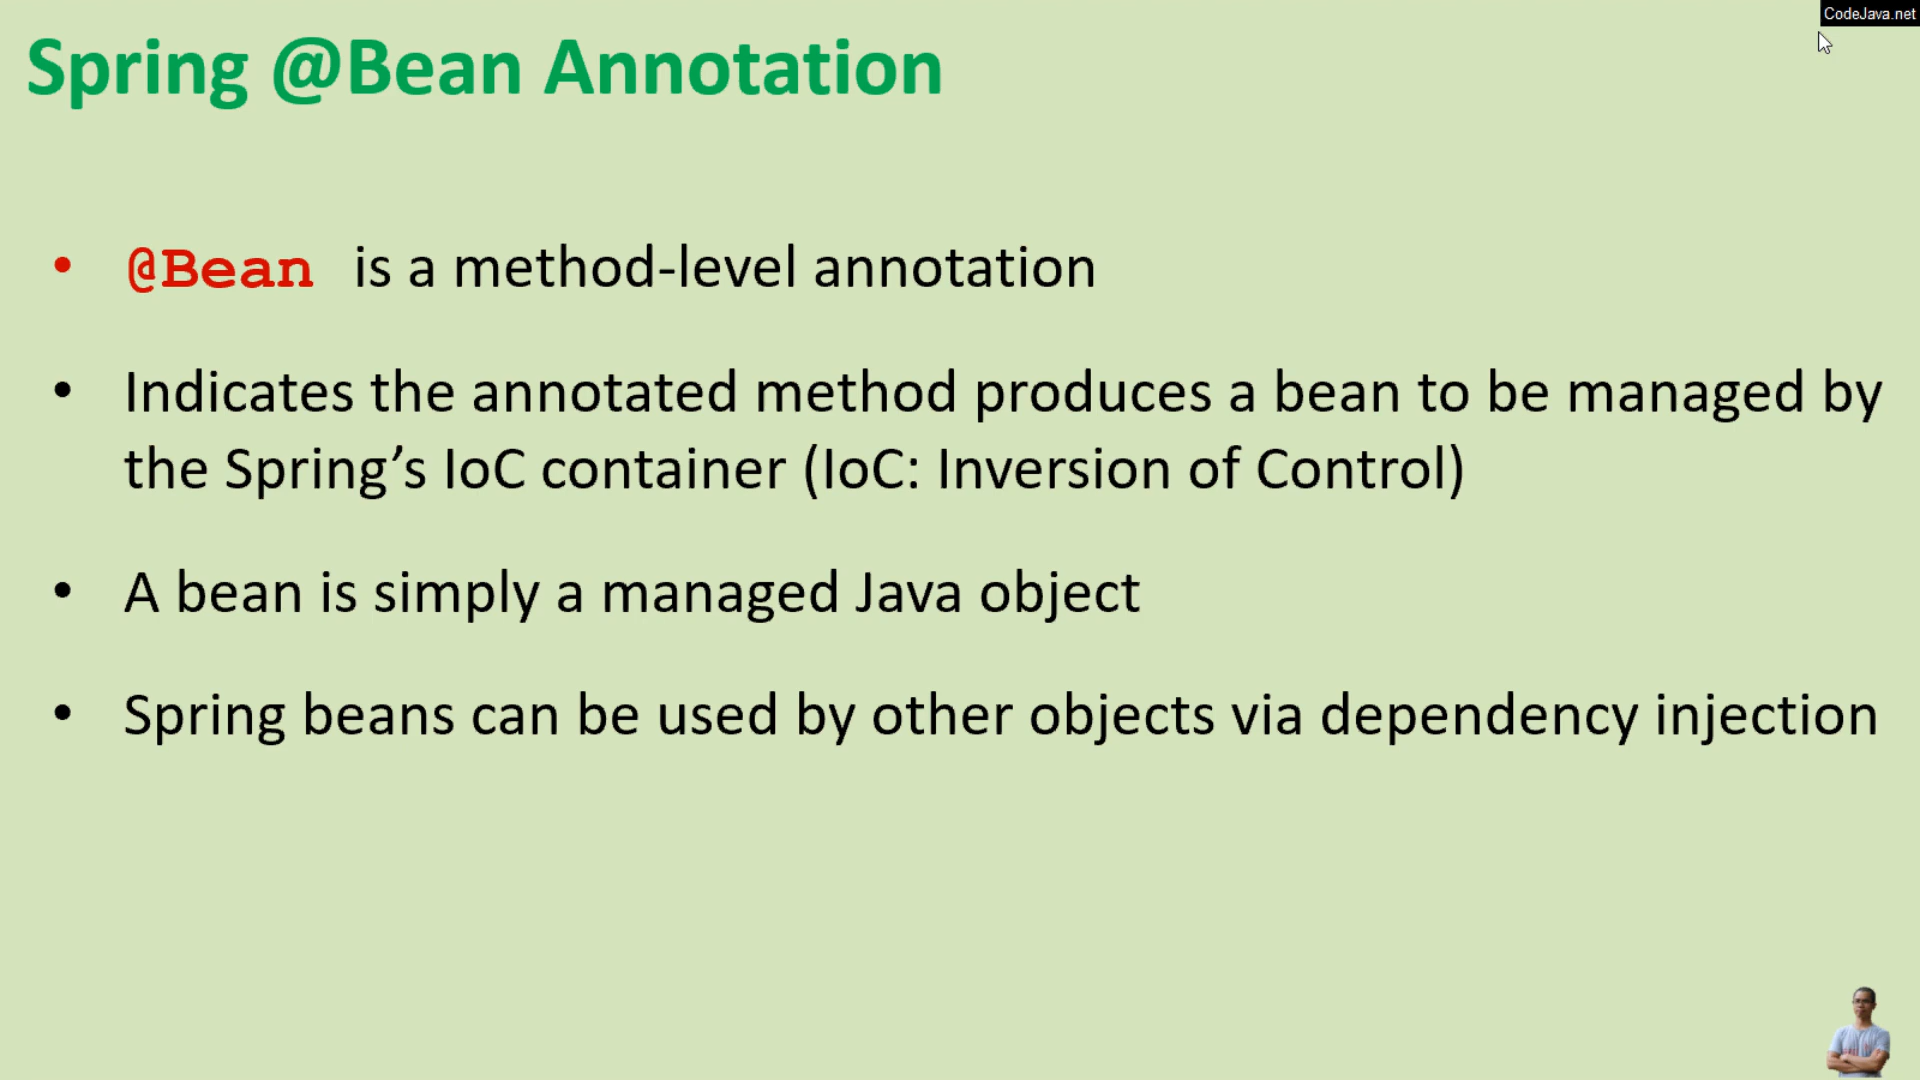 CodeJava.net
Spring @Bean Annotation
• @Bean is a method-level annotation
• Indicates the annotated method produces a bean to be managed by
the Spring’s IoC container (IoC: Inversion of Control)
• A bean is simply a managed Java object
• Spring beans can be used by other objects via dependency injection